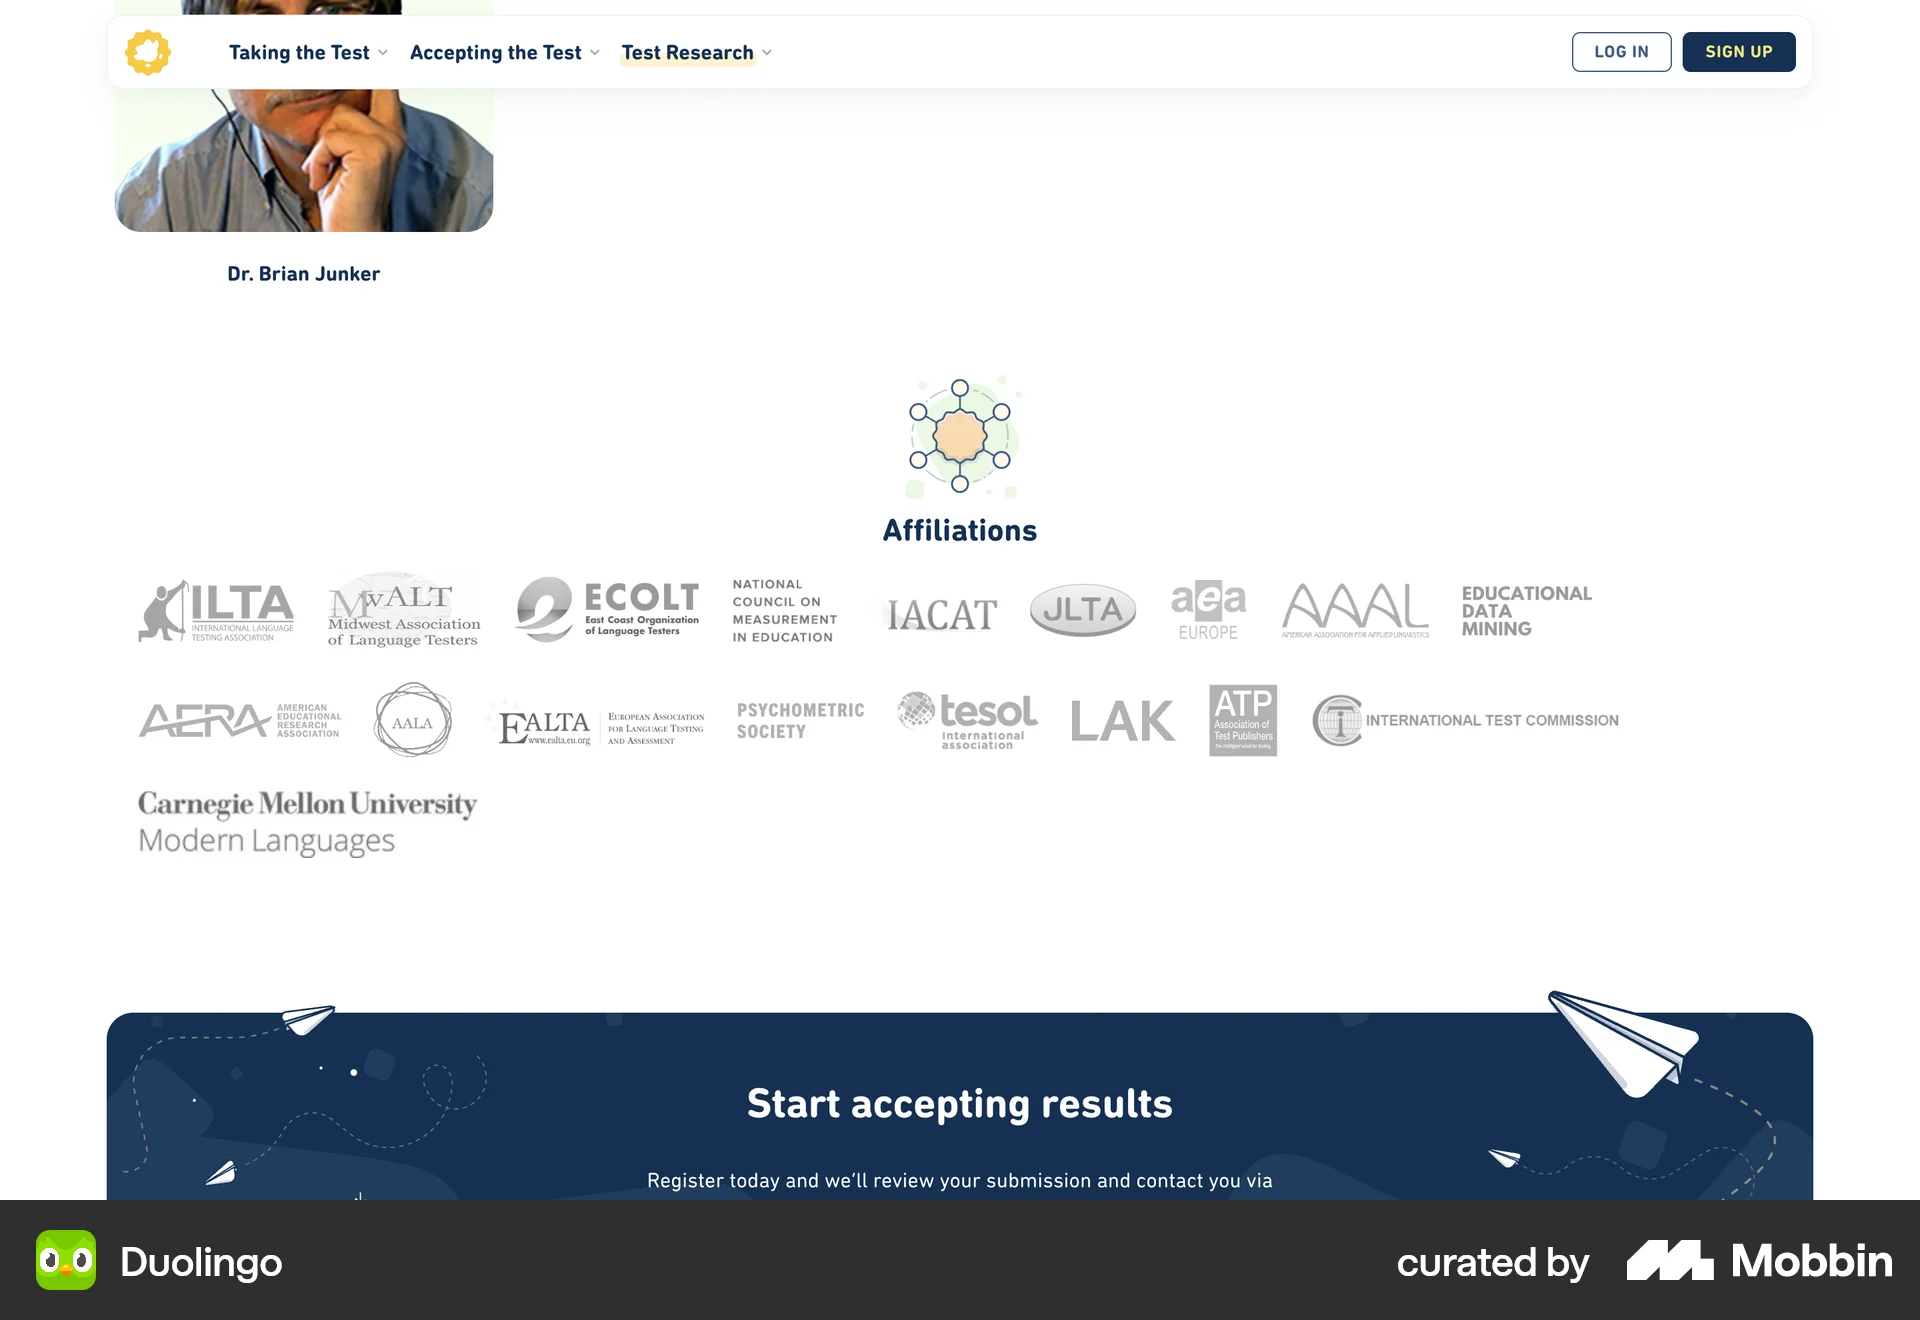 Taking the Test
Accepting the Test
Test Research
LOG IN
SIGN UP
Dr. Brian Junker
Affiliations
ILTA
INTERNATIONAL LANGUAGE
TESTING ASSOCIATION
MwALT
Midwest Association
of Language Testers
ECOLT
East Coast Organization
of Language Testers
NATIONAL
COUNCIL ON
MEASUREMENT
IN EDUCATION
IACAT
JLTA
aea
EUROPE
AAAL
AMERICAN ASSOCIATION FOR APPLIED LINGUISTICS
EDUCATIONAL
DATA
MINING
AERA
AMERICAN
EDUCATIONAL
RESEARCH
ASSOCIATION
AALA
EALTA
www.ealta.eu.org
EUROPEAN ASSOCIATION
FOR LANGUAGE TESTING
AND ASSESSMENT
PSYCHOMETRIC
SOCIETY
tesol
international
association
LAK
ATP
Association of
Test Publishers
The intelligent voice for testing.
INTERNATIONAL TEST COMMISSION
Carnegie Mellon University
Modern Languages
Start accepting results
Register today and we’ll review your submission and contact you via
Duolingo
curated by
Mobbin